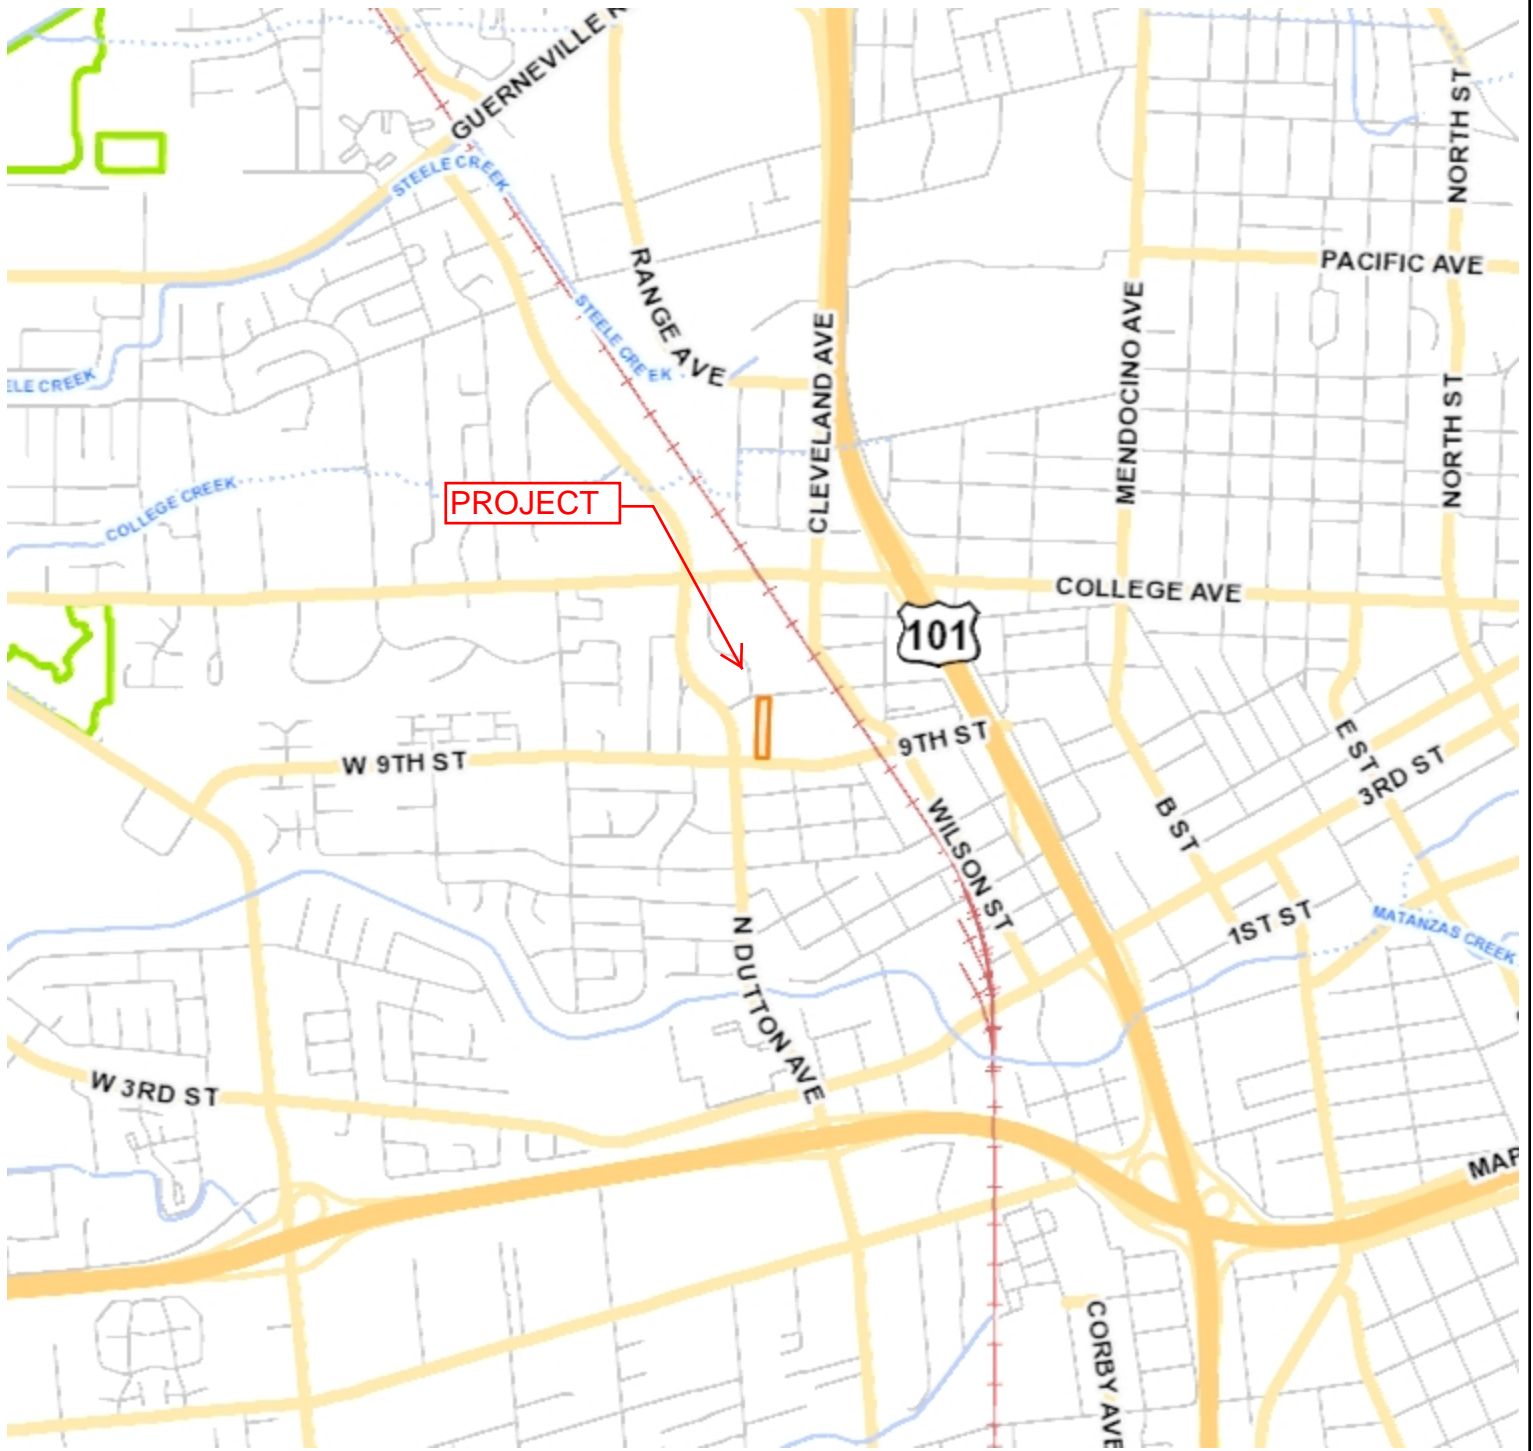 GUERNEVILLE R
NORTH ST
STEELE CREEK
PACIFIC AVE
RANGE AVE
STEELE CREEK
MENDOCINO AVE
CLEVELAND AVE
ELE CREEK
NORTH ST
COLLEGE CREEK
PROJECT
COLLEGE AVE
101
9TH ST
W 9TH ST
E ST
3RD ST
WILSON ST
B ST
1ST ST
MATANZAS CREEK
N DUTTON AVE
W 3RD ST
MAR
CORBY AVE